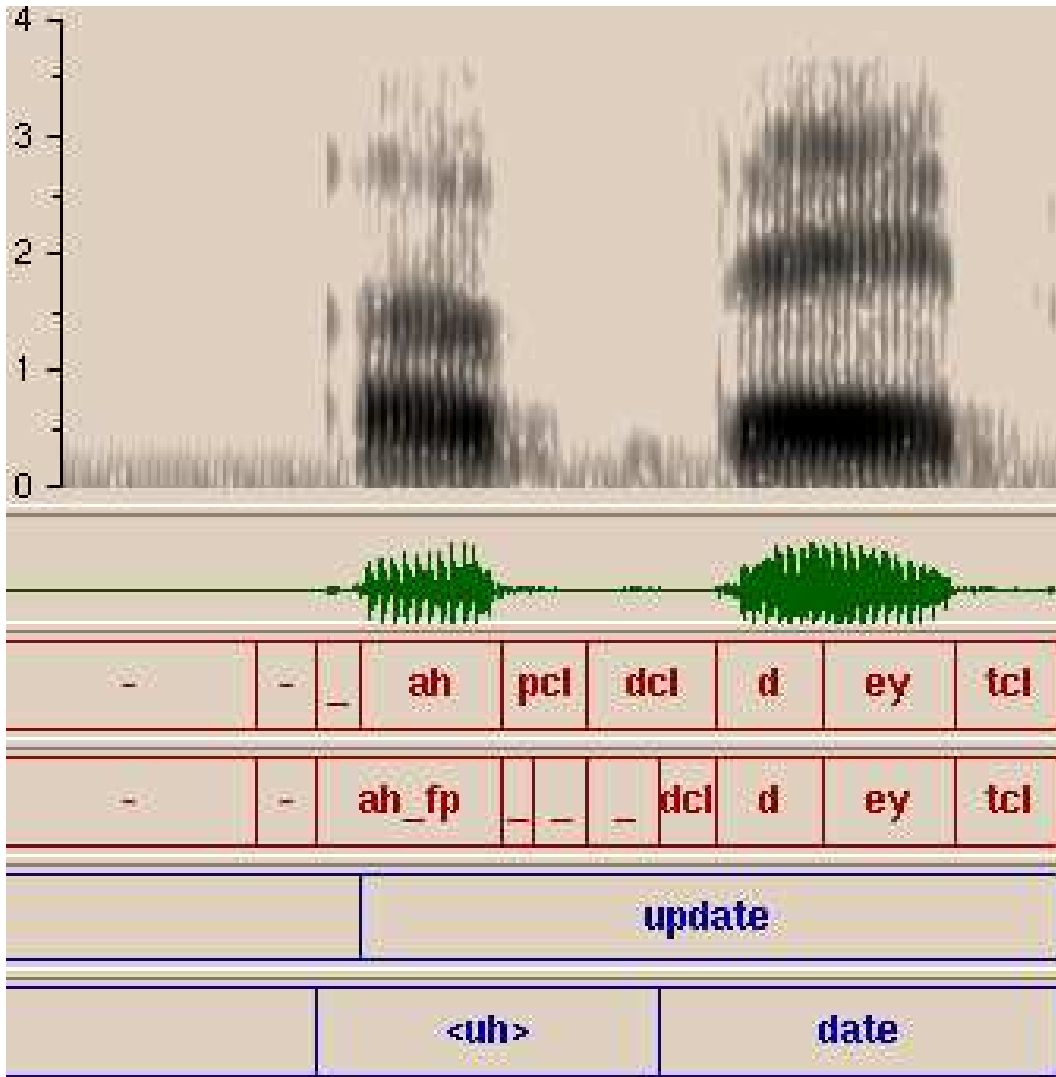 4
3
2
1
0
- - _ ah pcl dcl d ey tcl
- - ah_fp _ _ _ dcl d ey tcl
update
<uh> date